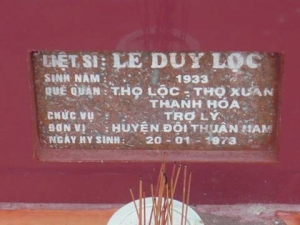 LIỆT SĨ : LÊ DUY LỘC
SINH NĂM : 1933
QUÊ QUÁN : THỌ LỘC - THỌ XUÂN
THANH HÓA
CHỨC VỤ : TRỢ LÝ
ĐƠN VỊ : HUYỆN ĐỘI THUẬN NAM
NGÀY HY SINH : 20 - 01 - 1973